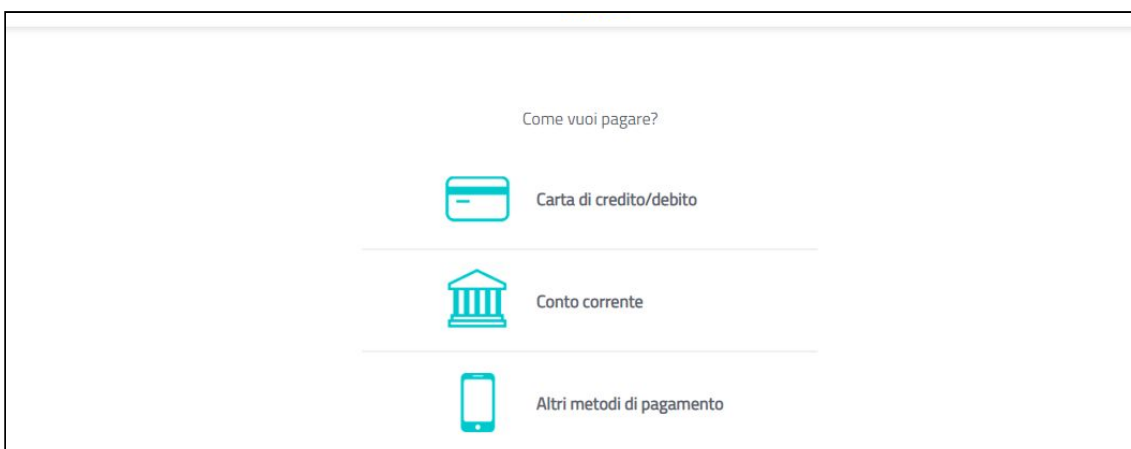 Come vuoi pagare?
Carta di credito/debito
Conto corrente
Altri metodi di pagamento